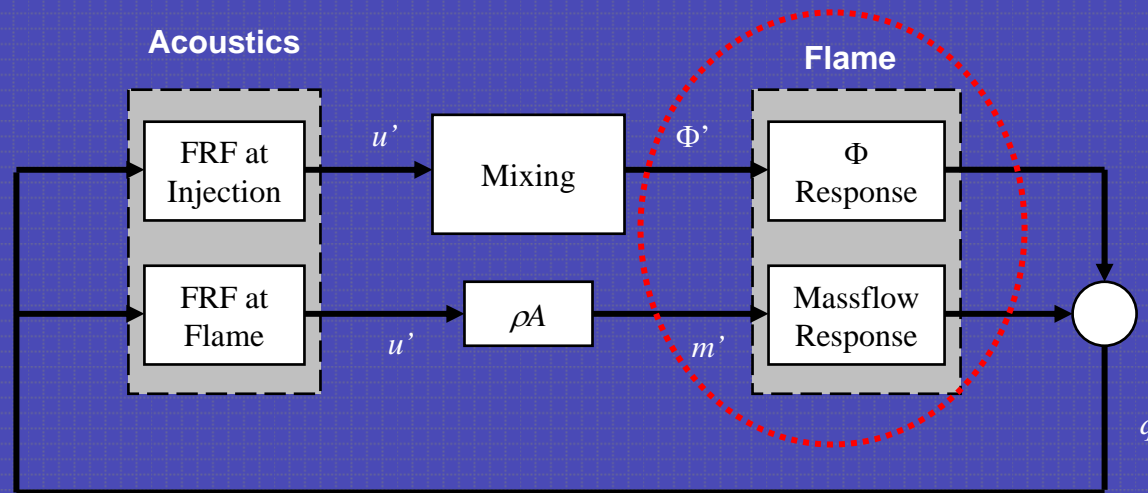 Acoustics
Flame
FRF at
Injection
u’
Mixing
Φ’
Φ
Response
FRF at
Flame
u’
ρA
m’
Massflow
Response